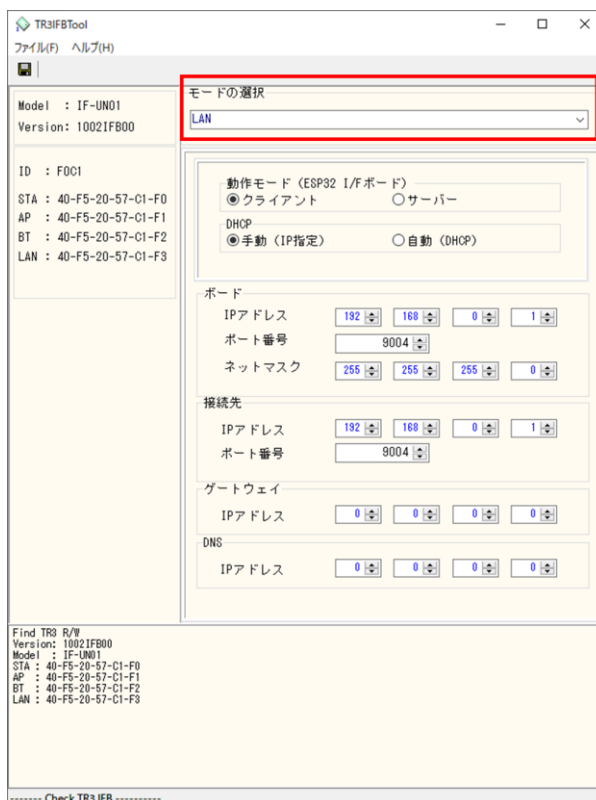 TR3IFBTool
ファイル(F) ヘルプ(H)
Model : IF-UN01
Version: 1002IFB00
ID : F0C1
STA : 40-F5-20-57-C1-F0
AP : 40-F5-20-57-C1-F1
BT : 40-F5-20-57-C1-F2
LAN : 40-F5-20-57-C1-F3
モードの選択
LAN
動作モード (ESP32 I/Fボード)
クライアント サーバー
DHCP
手動 (IP指定) 自動 (DHCP)
ボード
IPアドレス 192 168 0 1
ポート番号 9004
ネットマスク 255 255 255 0
接続先
IPアドレス 192 168 0 1
ポート番号 9004
ゲートウェイ
IPアドレス 0 0 0 0
DNS
IPアドレス 0 0 0 0
Find TR3 R/W
Version: 1002IFB00
Model : IF-UN01
STA : 40-F5-20-57-C1-F0
AP : 40-F5-20-57-C1-F1
BT : 40-F5-20-57-C1-F2
LAN : 40-F5-20-57-C1-F3
------- Check TR3 IFB ----------